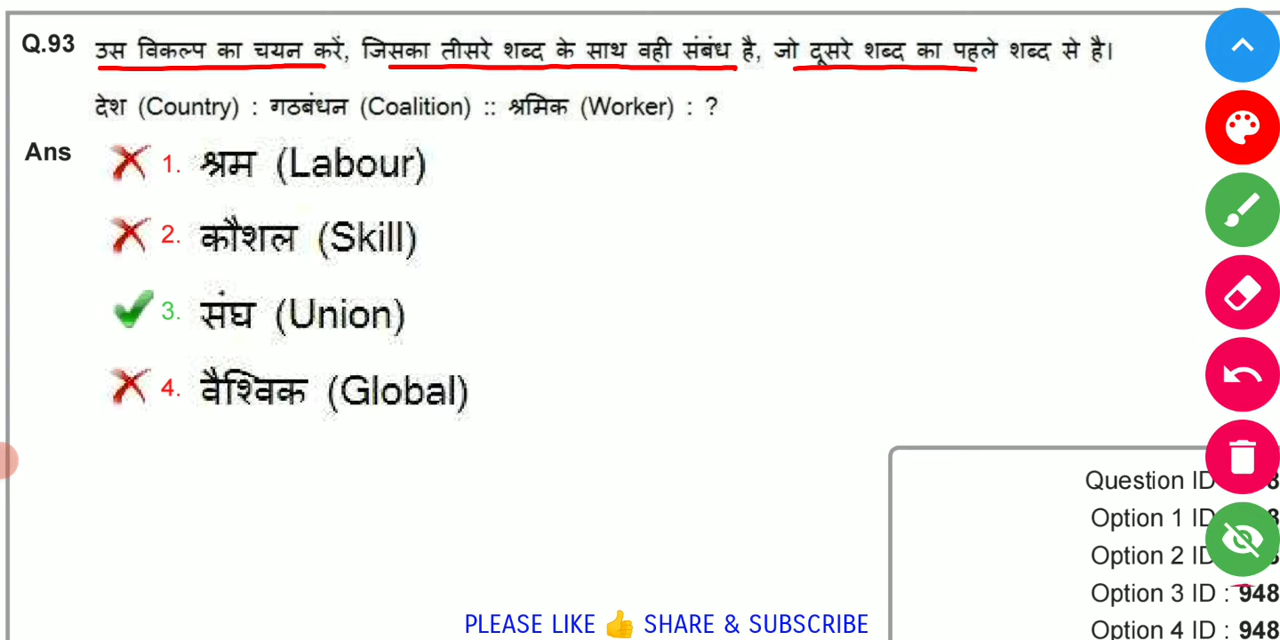 Q.93 उस विकल्प का चयन करें, जिसका तीसरे शब्द के साथ वही संबंध है, जो दूसरे शब्द का पहले शब्द से है।
देश (Country) : गठबंधन (Coalition) :: श्रमिक (Worker) : ?
Ans 1. श्रम (Labour)
2. कौशल (Skill)
3. संघ (Union)
4. वैश्विक (Global)
Question ID
Option 1 ID
Option 2 ID
Option 3 ID : 948
Option 4 ID : 948
PLEASE LIKE 👍 SHARE & SUBSCRIBE